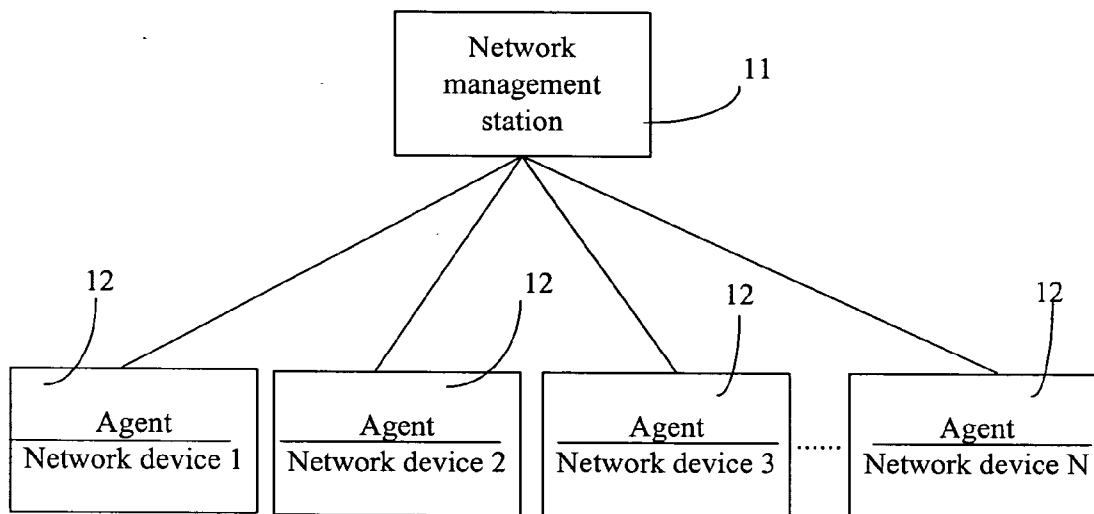 Network
management
station
11
12
12
12
12
Agent
Network device 1
Agent
Network device 2
Agent
Network device 3
......
Agent
Network device N